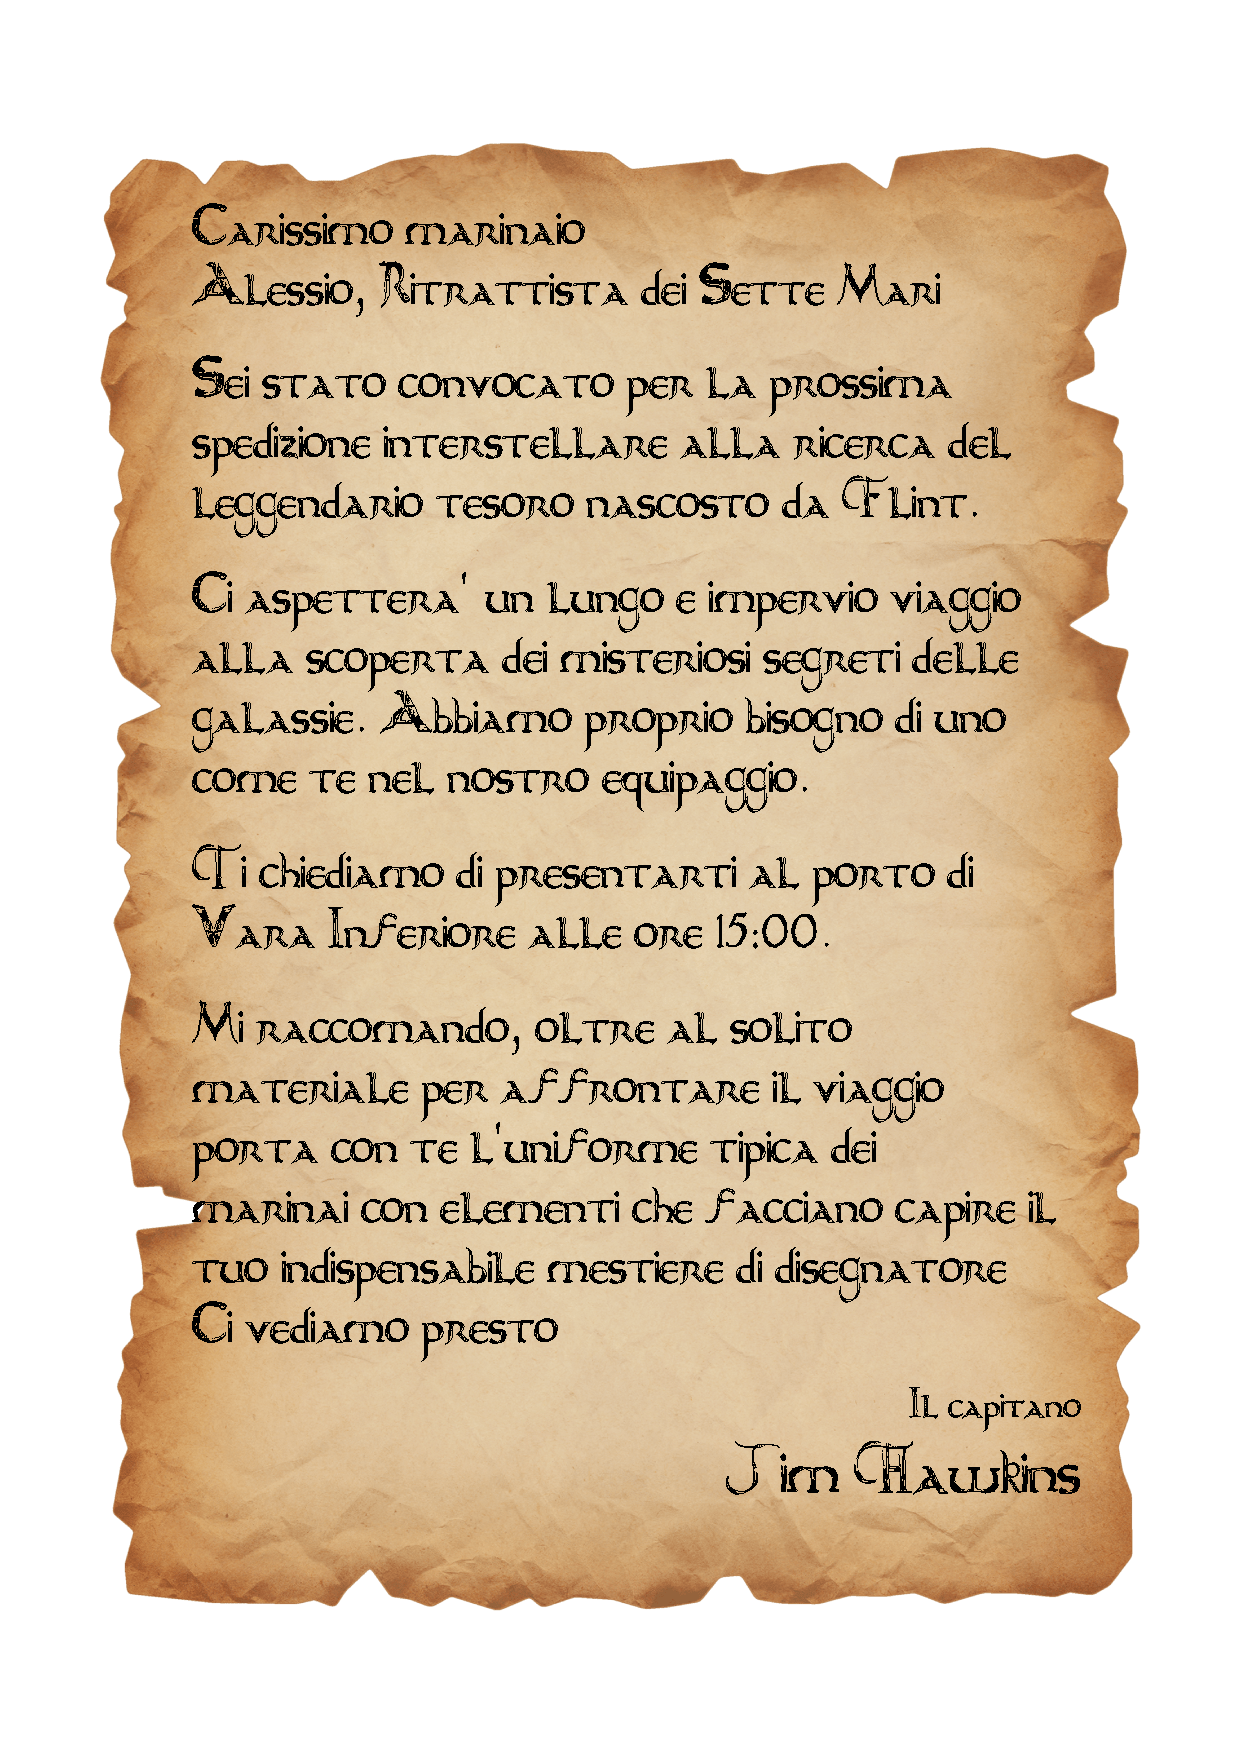 Carissimo marinaio
Alessio, Ritrattista dei Sette Mari
Sei stato convocato per la prossima
spedizione interstellare alla ricerca del
leggendario tesoro nascosto da Flint.
Ci aspettera' un lungo e impervio viaggio
alla scoperta dei misteriosi segreti delle
galassie. Abbiamo proprio bisogno di uno
come te nel nostro equipaggio.
Ti chiediamo di presentarti al porto di
Vara Inferiore alle ore 15:00.
Mi raccomando, oltre al solito
materiale per affrontare il viaggio
porta con te l'uniforme tipica dei
marinai con elementi che facciano capire il
tuo indispensabile mestiere di disegnatore
Ci vediamo presto
Il capitano
Jim Hawkins